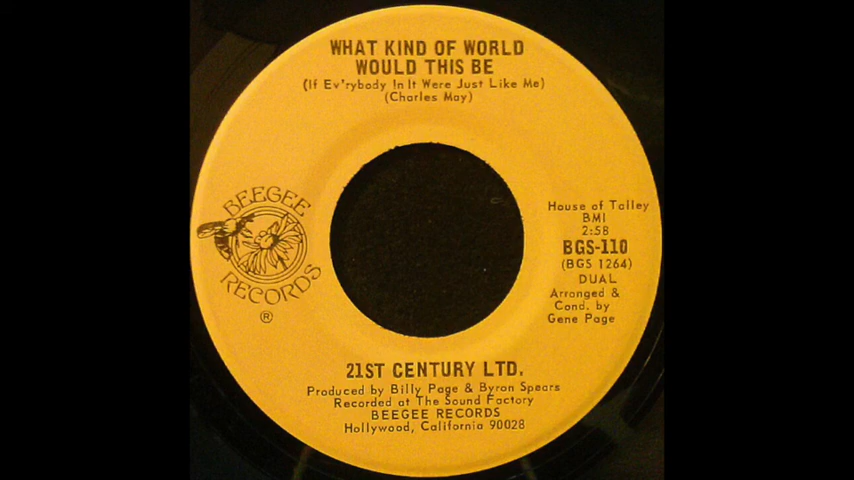 WHAT KIND OF WORLD
WOULD THIS BE
(If Ev'rybody In It Were Just Like Me)
(Charles May)
BEEGEE
RECORDS
®
House of Talley
BMI
2:58
BGS-110
(BGS 1264)
DUAL
Arranged &
Cond. by
Gene Page
21ST CENTURY LTD.
Produced by Billy Page & Byron Spears
Recorded at The Sound Factory
BEEGEE RECORDS
Hollywood, California 90028